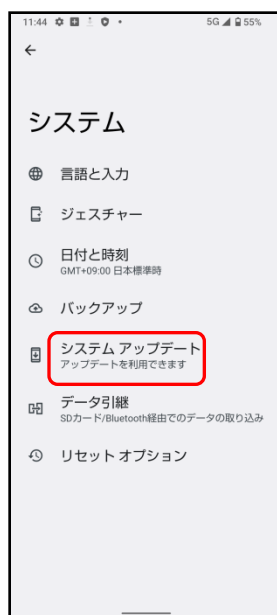 11:44 5G 55%
システム
言語と入力
ジェスチャー
日付と時刻
GMT+09:00 日本標準時
バックアップ
システム アップデート
アップデートを利用できます
データ引継
SDカード/Bluetooth経由でのデータの取り込み
リセット オプション